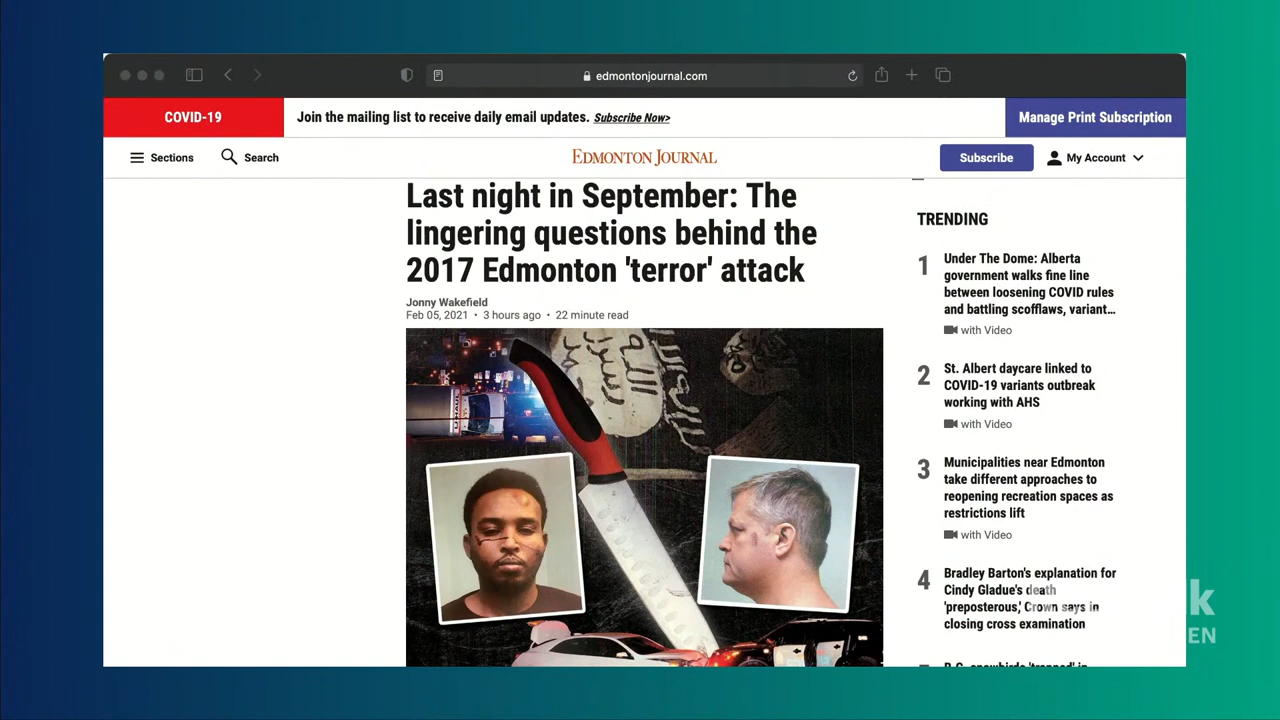 edmontonjournal.com
COVID-19
Join the mailing list to receive daily email updates. Subscribe Now>
Manage Print Subscription
Sections
Search
EDMONTON JOURNAL
Subscribe
My Account
Last night in September: The
lingering questions behind the
2017 Edmonton 'terror' attack
Jonny Wakefield
Feb 05, 2021 • 3 hours ago • 22 minute read
TRENDING
1
Under The Dome: Alberta
government walks fine line
between loosening COVID rules
and battling scofflaws, variant...
with Video
2
St. Albert daycare linked to
COVID-19 variants outbreak
working with AHS
with Video
3
Municipalities near Edmonton
take different approaches to
reopening recreation spaces as
restrictions lift
with Video
4
Bradley Barton's explanation for
Cindy Gladue's death
'preposterous,' Crown says in
closing cross examination
k
EN